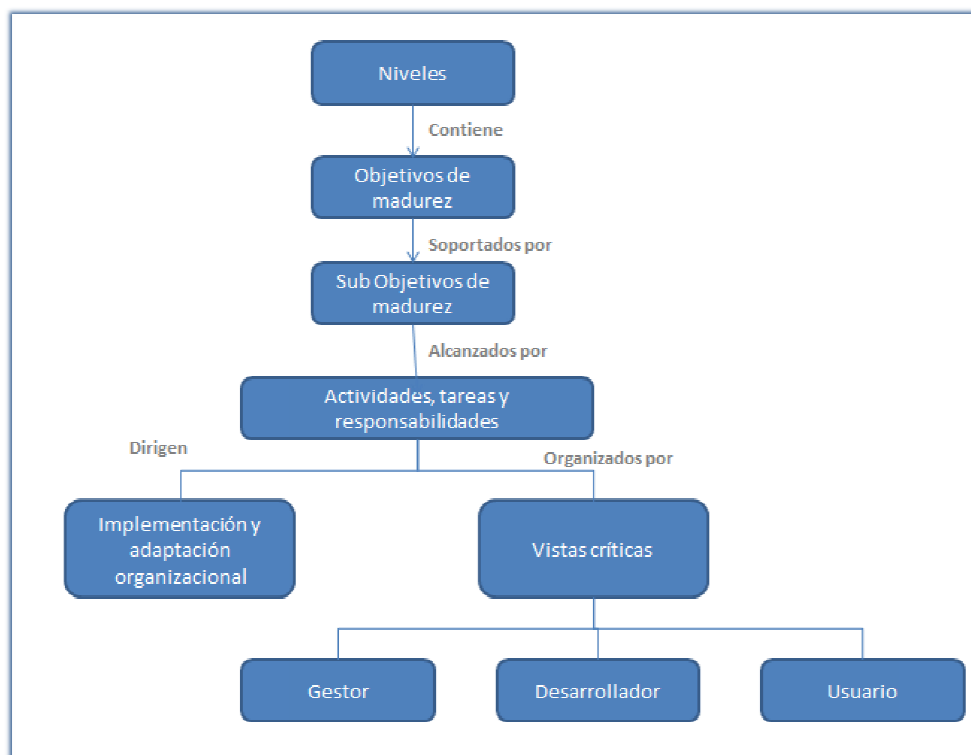 Niveles
Contiene
Objetivos de
madurez
Soportados por
Sub Objetivos de
madurez
Alcanzados por
Actividades, tareas y
responsabilidades
Dirigen
Organizados por
Implementación y
adaptación
organizacional
Vistas críticas
Gestor
Desarrollador
Usuario